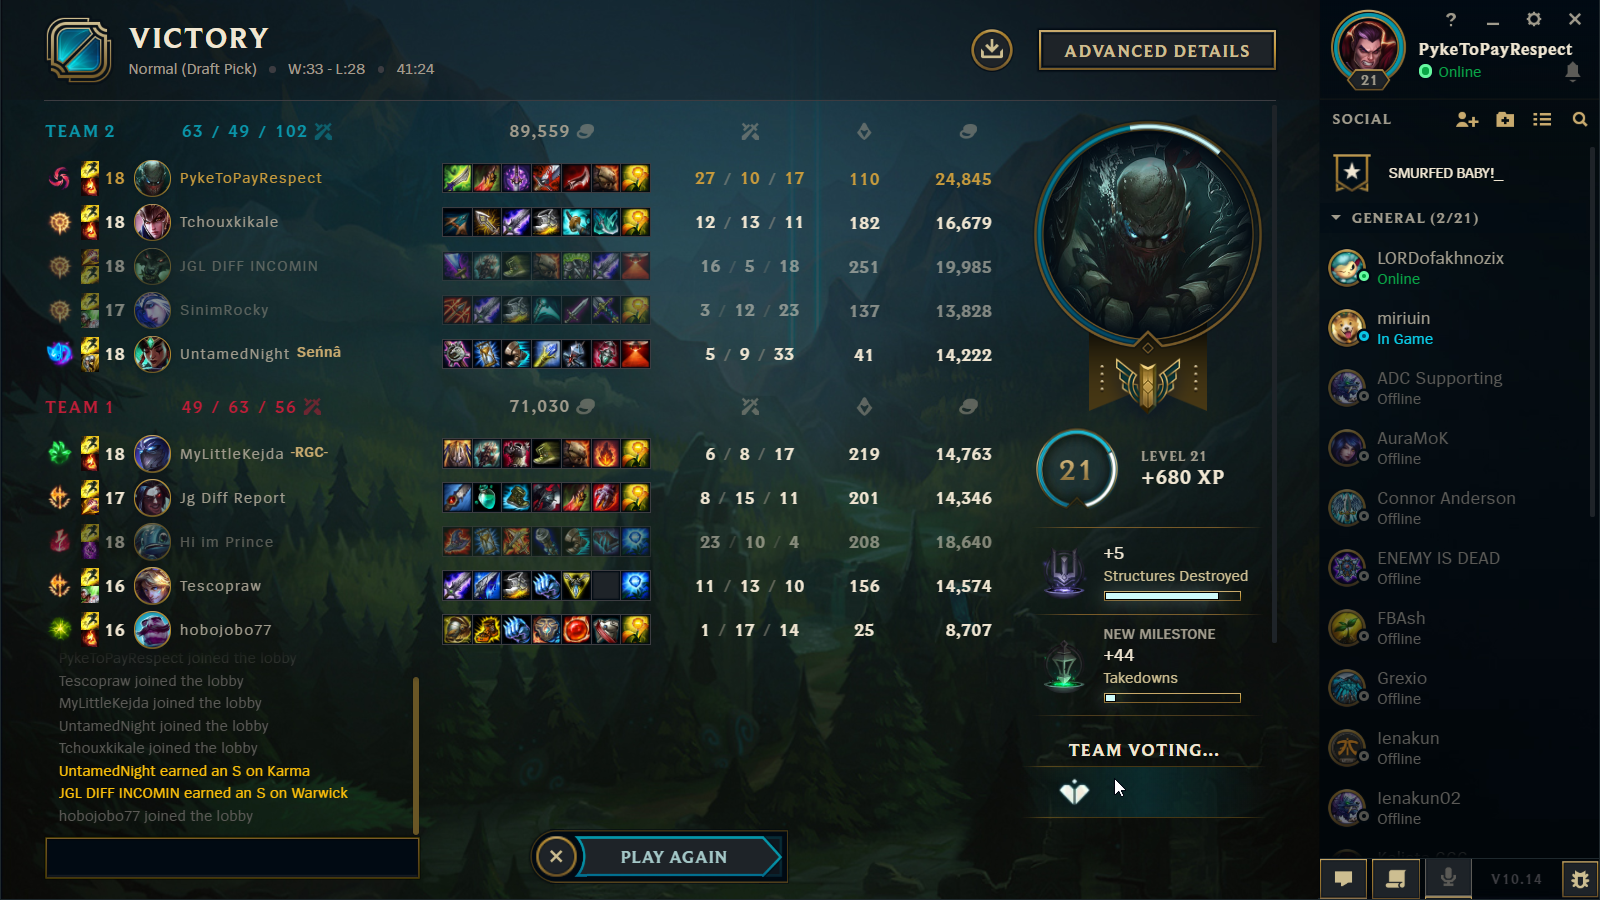 VICTORY
Normal (Draft Pick) • W:33 - L:28 • 41:24
ADVANCED DETAILS
TEAM 2 63 / 49 / 102 89,559
18 PykeToPayRespect 27 / 10 / 17 110 24,845
18 Tchouxkikale 12 / 13 / 11 182 16,679
18 JGL DIFF INCOMIN 16 / 5 / 18 251 19,985
17 SinimRocky 3 / 12 / 23 137 13,828
18 UntamedNight Seńnâ 5 / 9 / 33 41 14,222
TEAM 1 49 / 63 / 56 71,030
18 MyLittleKejda -RGC- 6 / 8 / 17 219 14,763
17 Jg Diff Report 8 / 15 / 11 201 14,346
18 Hi im Prince 23 / 10 / 4 208 18,640
16 Tescopraw 11 / 13 / 10 156 14,574
16 hobojobo77 1 / 17 / 14 25 8,707
PykeToPayRespect joined the lobby
Tescopraw joined the lobby
MyLittleKejda joined the lobby
UntamedNight joined the lobby
Tchouxkikale joined the lobby
UntamedNight earned an S on Karma
JGL DIFF INCOMIN earned an S on Warwick
hobojobo77 joined the lobby
PLAY AGAIN
21
LEVEL 21
+680 XP
+5
Structures Destroyed
NEW MILESTONE
+44
Takedowns
TEAM VOTING...
?
21
PykeToPayRespect
Online
SOCIAL
SMURFED BABY!_
GENERAL (2/21)
LORDofakhnozix
Online
miriuin
In Game
ADC Supporting
Offline
AuraMoK
Offline
Connor Anderson
Offline
ENEMY IS DEAD
Offline
FBAsh
Offline
Grexio
Offline
Ienakun
Offline
Ienakun02
Offline
V10.14